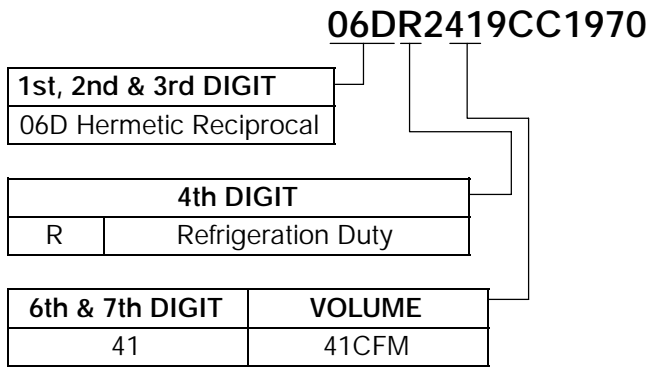 06DR2419CC1970
1st, 2nd & 3rd DIGIT
06D Hermetic Reciprocal
4th DIGIT
R Refrigeration Duty
6th & 7th DIGIT VOLUME
41 41CFM